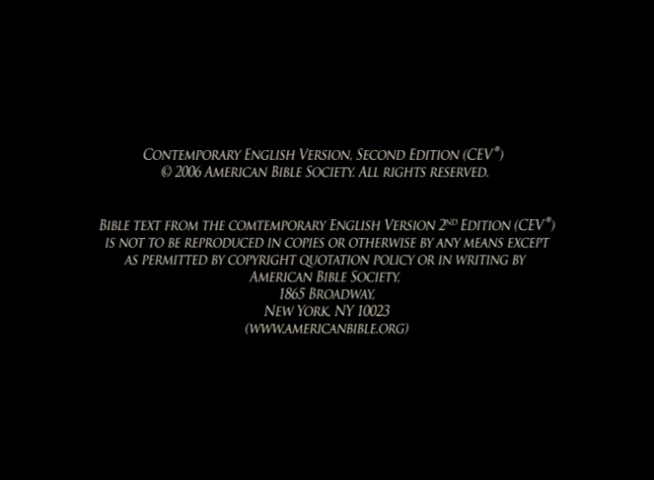 CONTEMPORARY ENGLISH VERSION, SECOND EDITION (CEV®)
© 2006 AMERICAN BIBLE SOCIETY. ALL RIGHTS RESERVED.
BIBLE TEXT FROM THE COMTEMPORARY ENGLISH VERSION 2ND EDITION (CEV®)
IS NOT TO BE REPRODUCED IN COPIES OR OTHERWISE BY ANY MEANS EXCEPT
AS PERMITTED BY COPYRIGHT QUOTATION POLICY OR IN WRITING BY
AMERICAN BIBLE SOCIETY,
1865 BROADWAY,
NEW YORK, NY 10023
(WWW.AMERICANBIBLE.ORG)